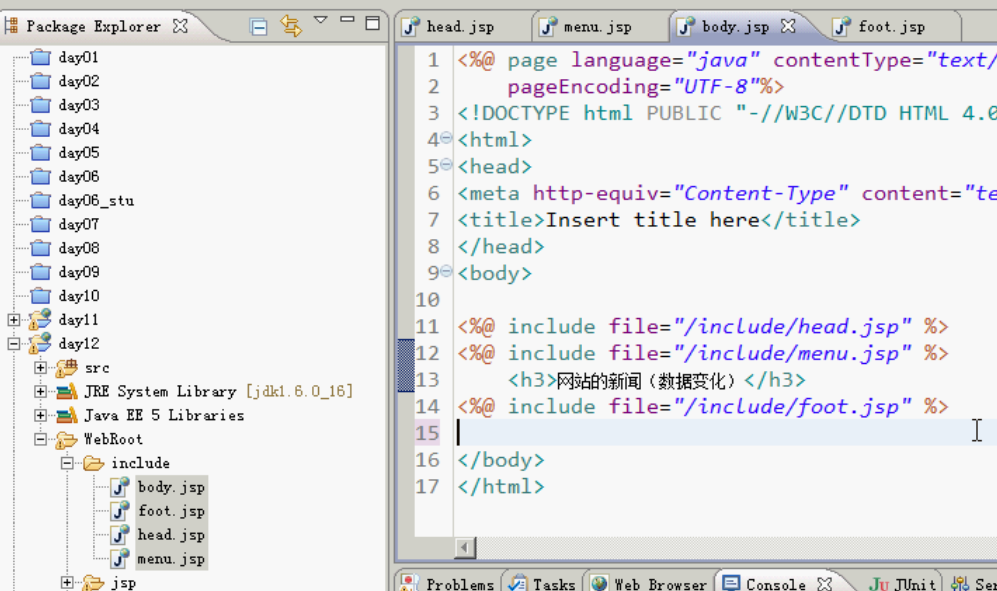 Package Explorer
day01
day02
day03
day04
day05
day06
day06_stu
day07
day08
day09
day10
day11
day12
src
JRE System Library [jdk1.6.0_16]
Java EE 5 Libraries
WebRoot
include
body.jsp
foot.jsp
head.jsp
menu.jsp
jsp
head.jsp menu.jsp body.jsp foot.jsp
1 <%@ page language="java" contentType="text/
2 pageEncoding="UTF-8"%>
3 <!DOCTYPE html PUBLIC "-//W3C//DTD HTML 4.0
4 <html>
5 <head>
6 <meta http-equiv="Content-Type" content="te
7 <title>Insert title here</title>
8 </head>
9 <body>
10
11 <%@ include file="/include/head.jsp" %>
12 <%@ include file="/include/menu.jsp" %>
13 <h3>网站的新闻（数据变化）</h3>
14 <%@ include file="/include/foot.jsp" %>
15
16 </body>
17 </html>
Problems Tasks Web Browser Console JUnit Ser